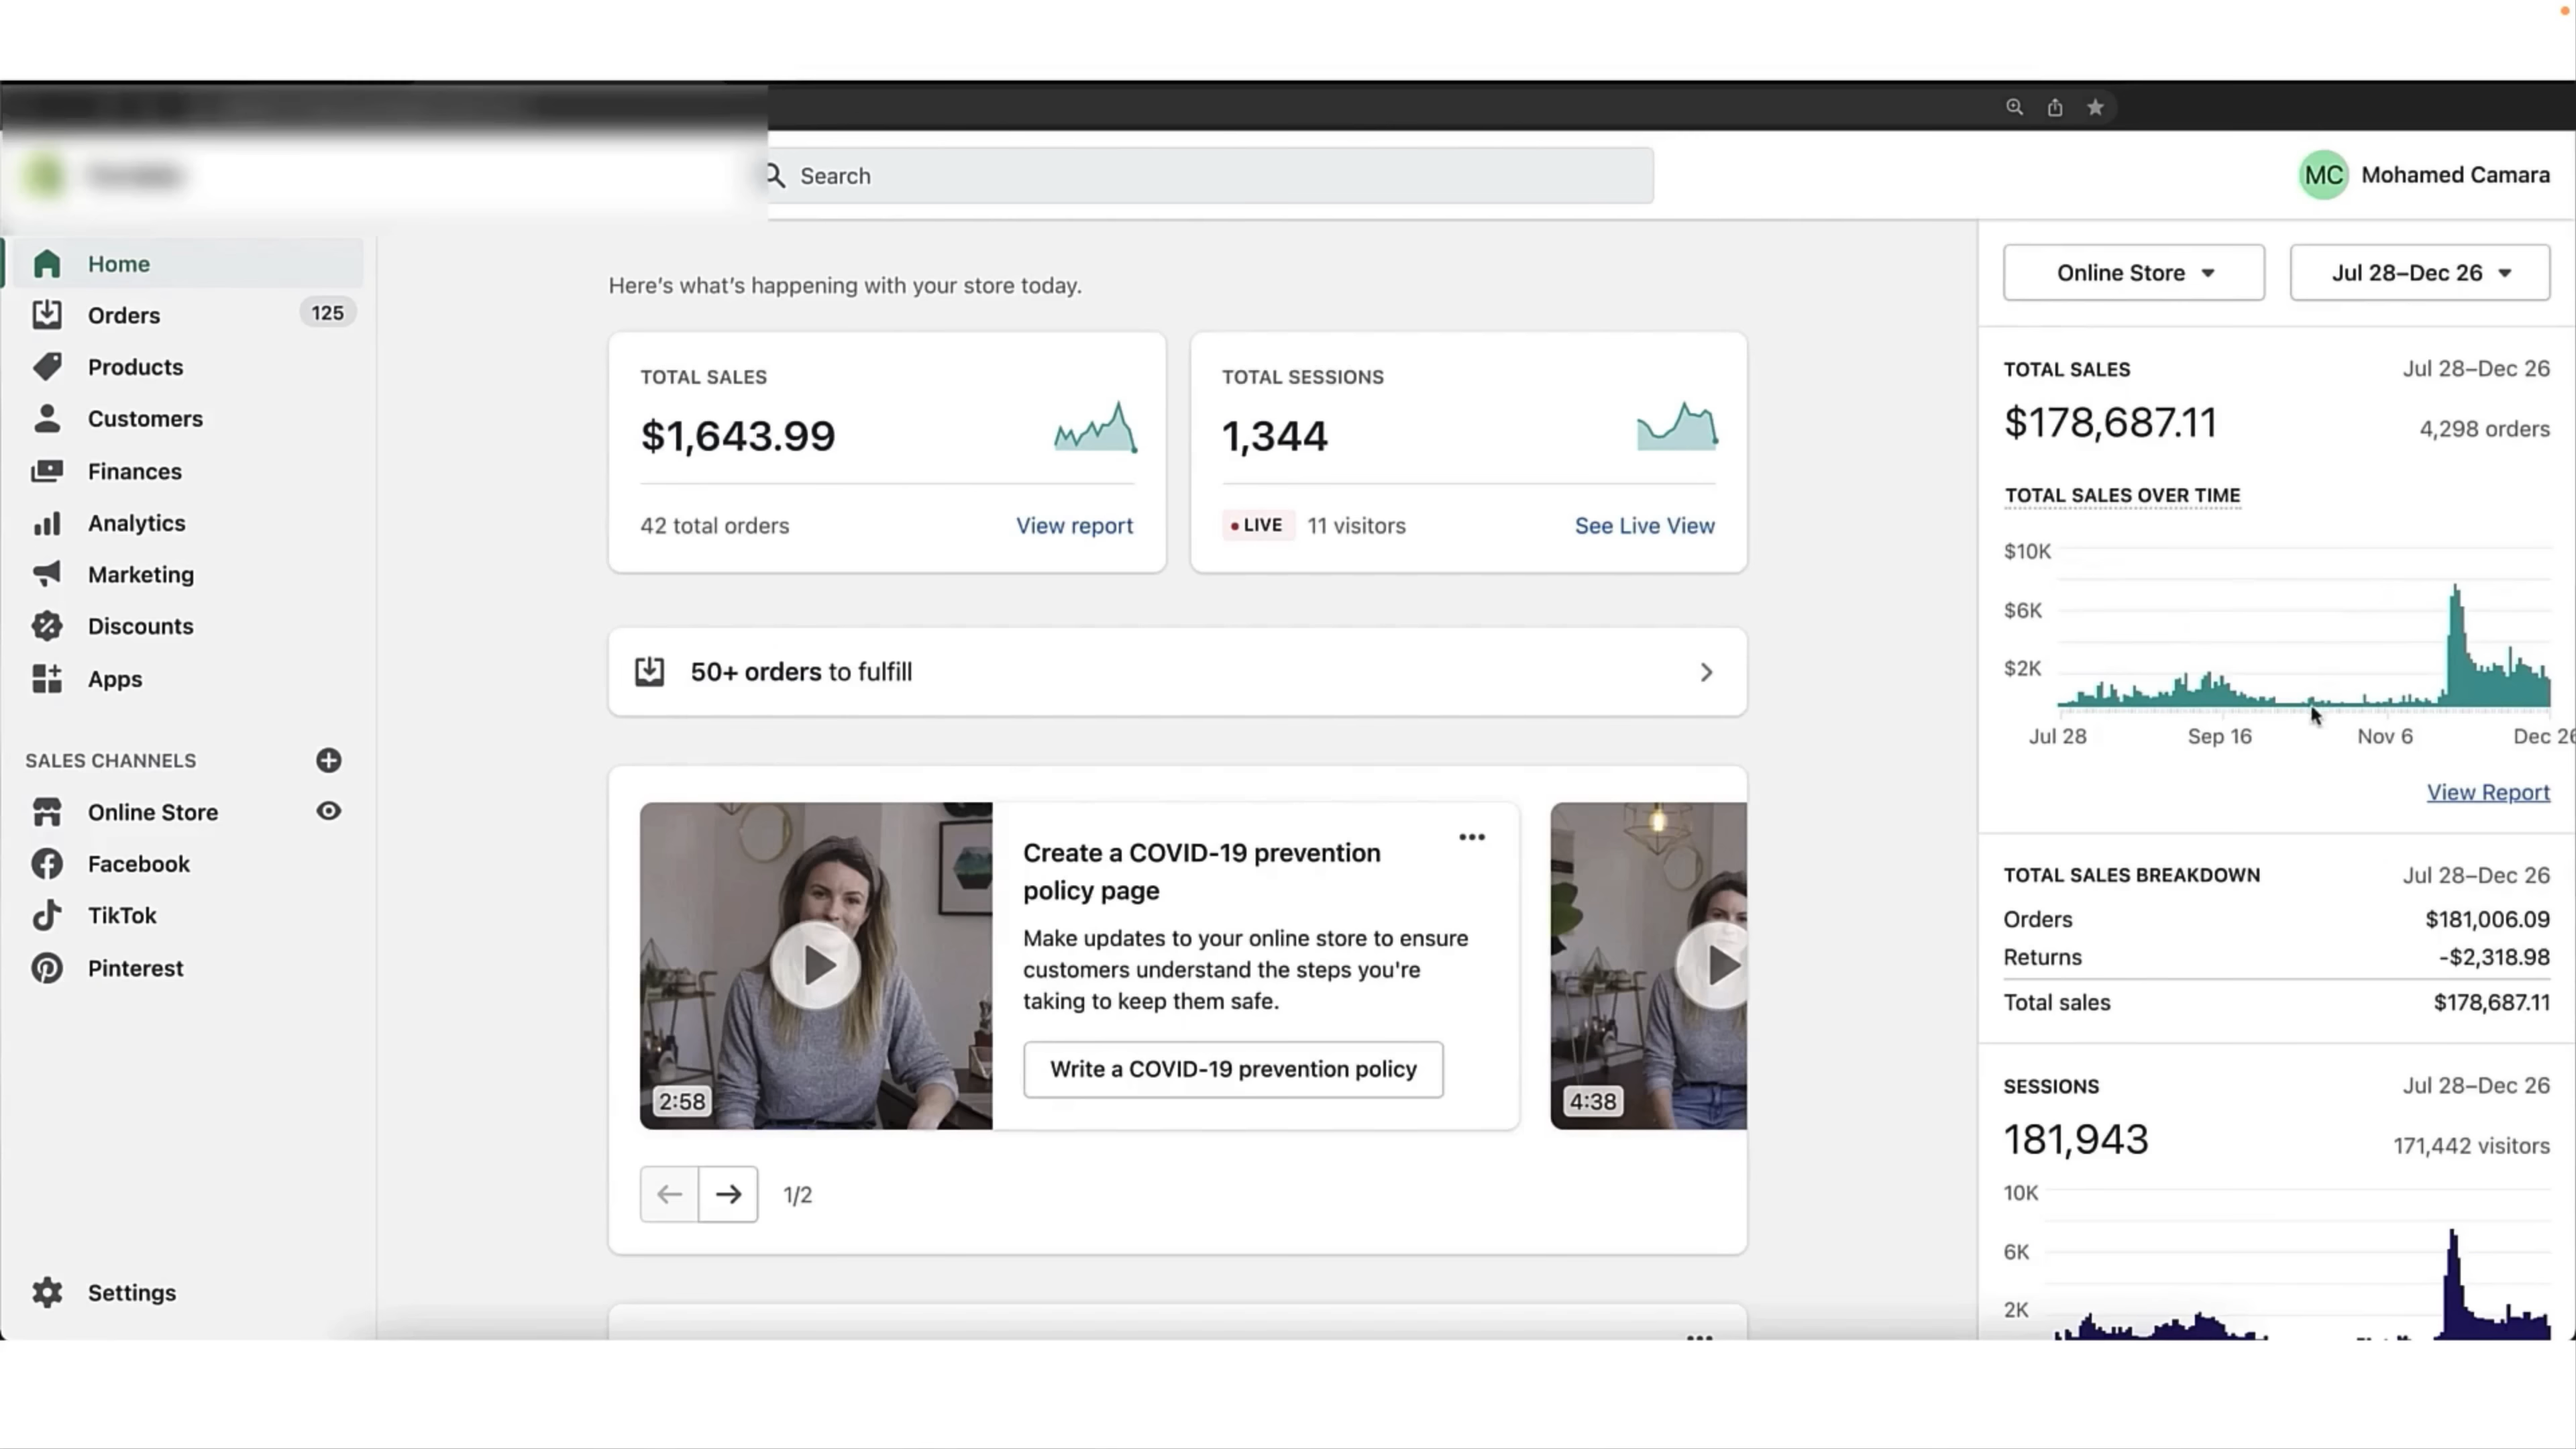 Search
MC Mohamed Camara
Home
Orders 125
Products
Customers
Finances
Analytics
Marketing
Discounts
Apps
SALES CHANNELS
Online Store
Facebook
TikTok
Pinterest
Settings
Here's what's happening with your store today.
TOTAL SALES
$1,643.99
42 total orders View report
TOTAL SESSIONS
1,344
LIVE 11 visitors See Live View
50+ orders to fulfill
Create a COVID-19 prevention
policy page
Make updates to your online store to ensure
customers understand the steps you're
taking to keep them safe.
Write a COVID-19 prevention policy
2:58
4:38
1/2
Online Store Jul 28–Dec 26
TOTAL SALES Jul 28–Dec 26
$178,687.11 4,298 orders
TOTAL SALES OVER TIME
$10K
$6K
$2K
Jul 28 Sep 16 Nov 6 Dec 26
View Report
TOTAL SALES BREAKDOWN Jul 28–Dec 26
Orders $181,006.09
Returns -$2,318.98
Total sales $178,687.11
SESSIONS Jul 28–Dec 26
181,943 171,442 visitors
10K
6K
2K